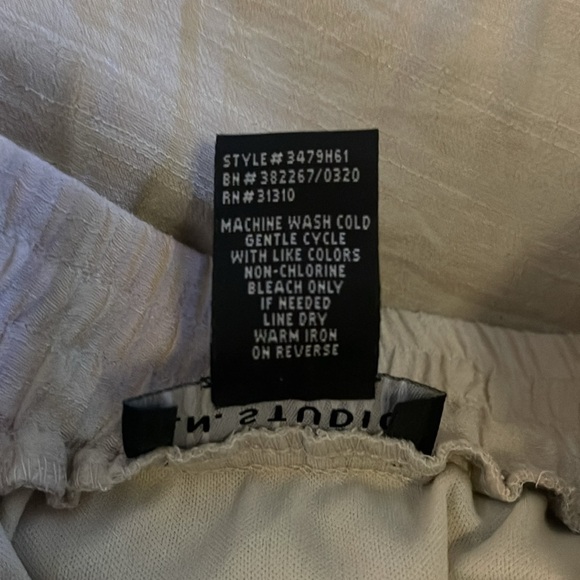 STYLE# 3479H61
BN# 382267/0320
RN# 31310
MACHINE WASH COLD
GENTLE CYCLE
WITH LIKE COLORS
NON-CHLORINE
BLEACH ONLY
IF NEEDED
LINE DRY
WARM IRON
ON REVERSE
N. STUDIO